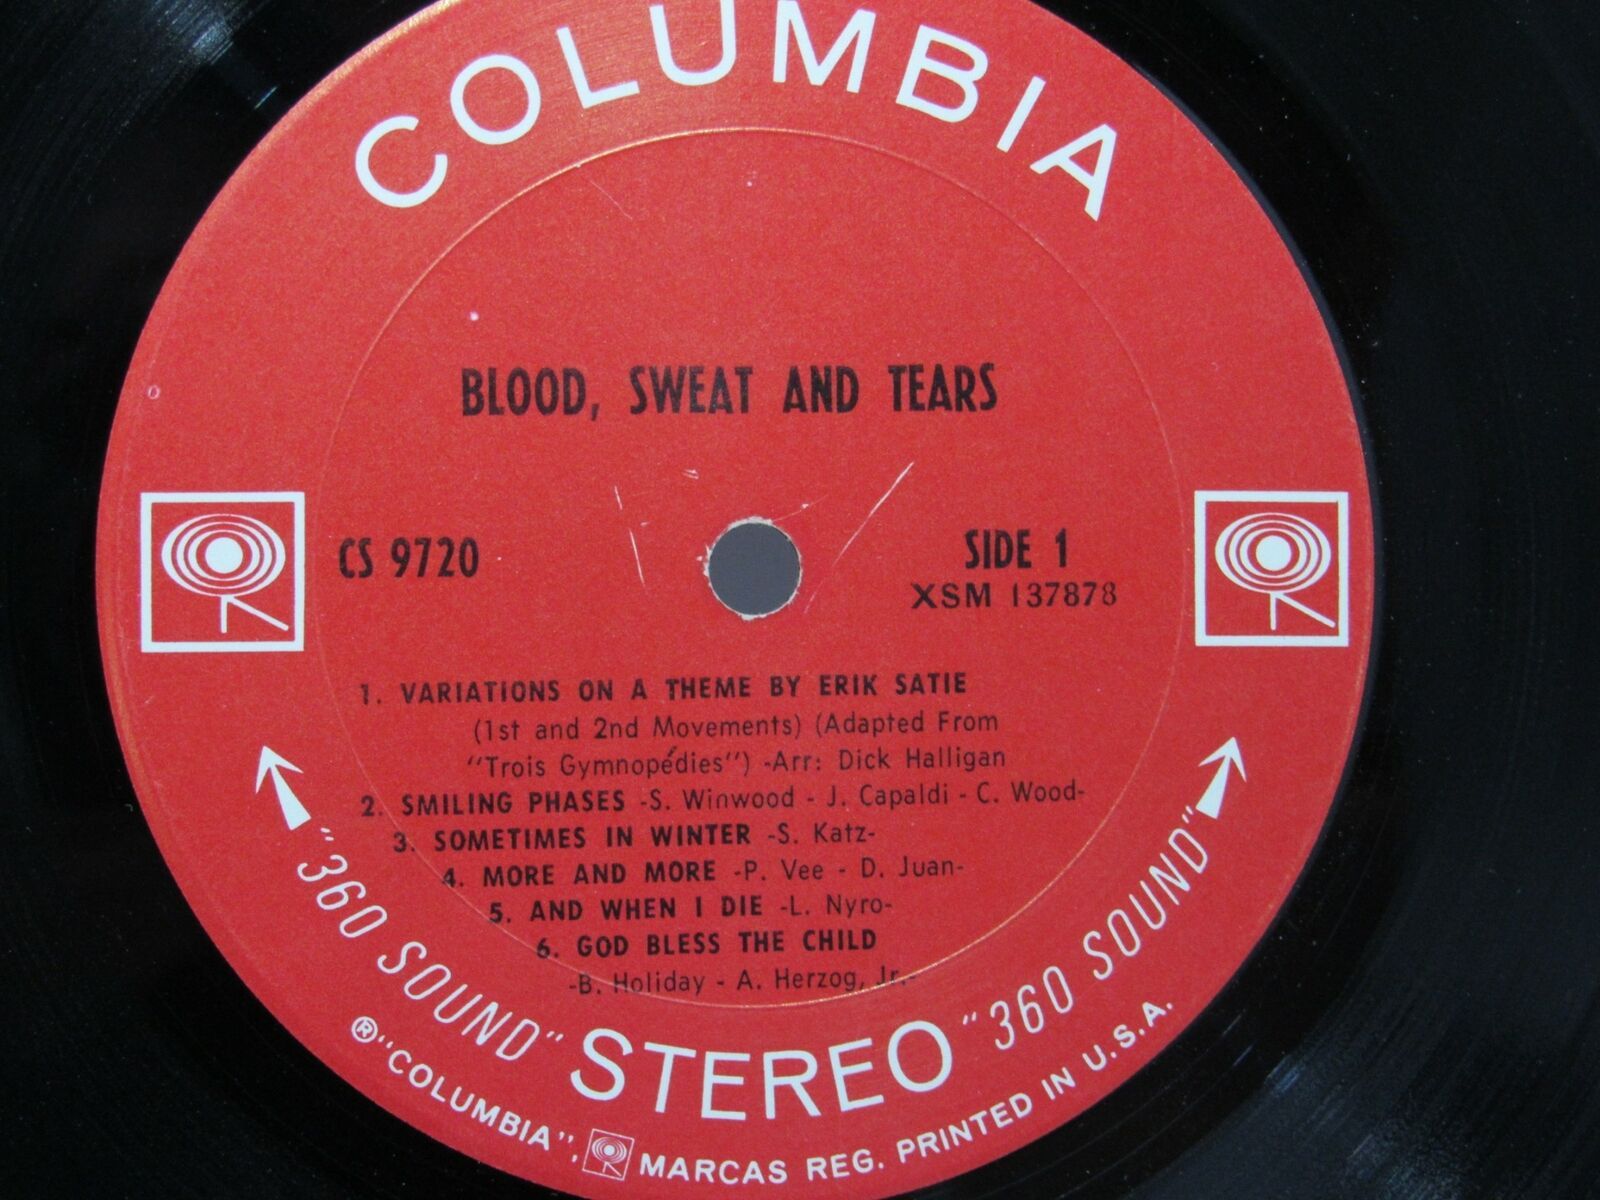 COLUMBIA
BLOOD, SWEAT AND TEARS
CS 9720
SIDE 1
XSM 137878
1. VARIATIONS ON A THEME BY ERIK SATIE
(1st and 2nd Movements) (Adapted From
"Trois Gymnopédies") -Arr: Dick Halligan
2. SMILING PHASES -S. Winwood - J. Capaldi - C. Wood-
3. SOMETIMES IN WINTER -S. Katz-
4. MORE AND MORE -P. Vee - D. Juan-
5. AND WHEN I DIE -L. Nyro-
6. GOD BLESS THE CHILD
-B. Holiday - A. Herzog, Jr.-
"360 SOUND" STEREO "360 SOUND"
®"COLUMBIA", MARCAS REG. PRINTED IN U.S.A.